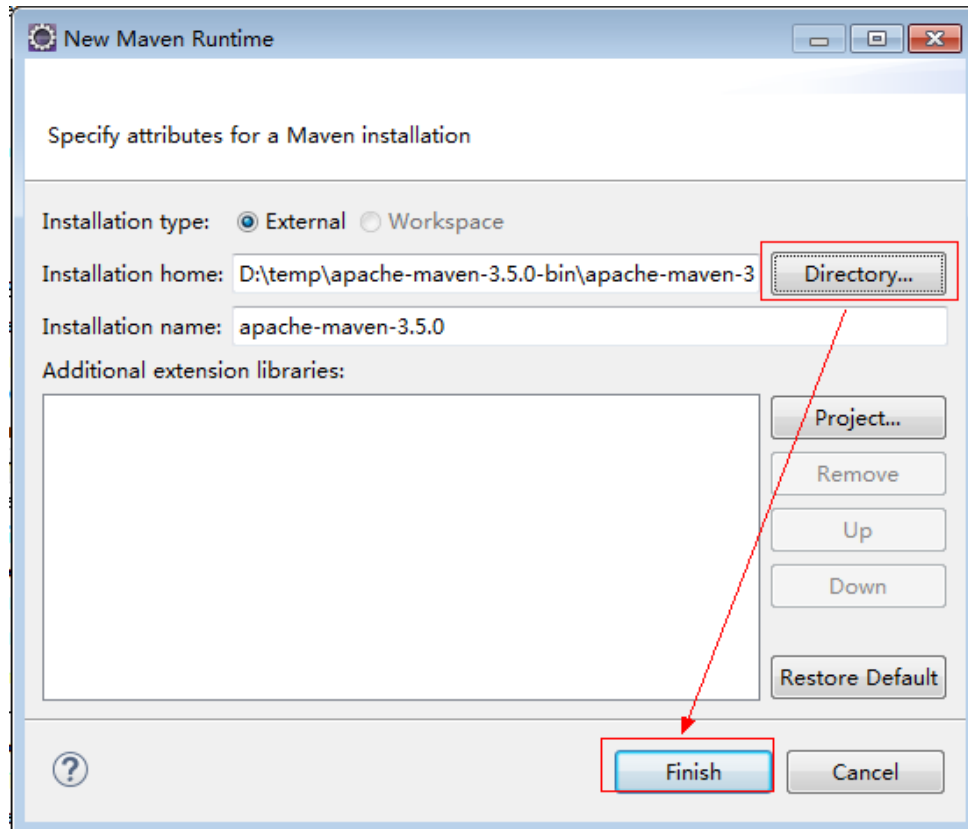 New Maven Runtime
Specify attributes for a Maven installation
Installation type: External Workspace
Installation home: D:\temp\apache-maven-3.5.0-bin\apache-maven-3 Directory...
Installation name: apache-maven-3.5.0
Additional extension libraries:
Project...
Remove
Up
Down
Restore Default
? Finish Cancel